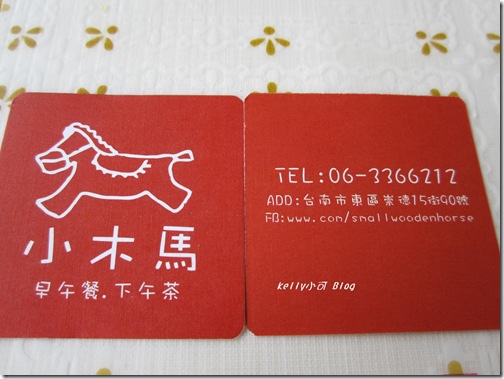 小木馬
早午餐.下午茶
TEL:06-3366212
ADD:台南市東區崇德15街90號
FB:www.com/smallwoodenhorse
kelly小可 Blog